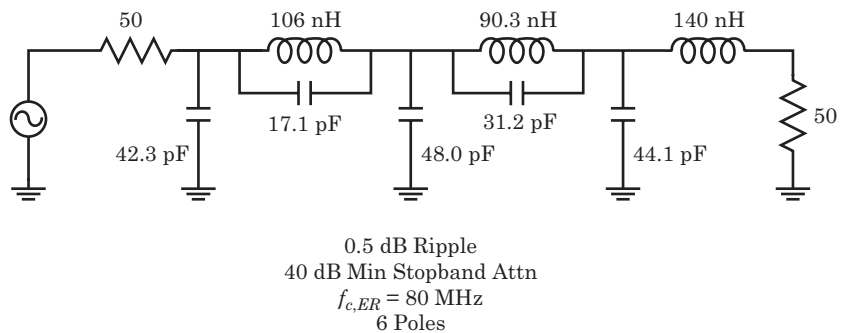 50
106 nH
90.3 nH
140 nH
17.1 pF
31.2 pF
50
42.3 pF
48.0 pF
44.1 pF
0.5 dB Ripple
40 dB Min Stopband Attn
fc,ER = 80 MHz
6 Poles